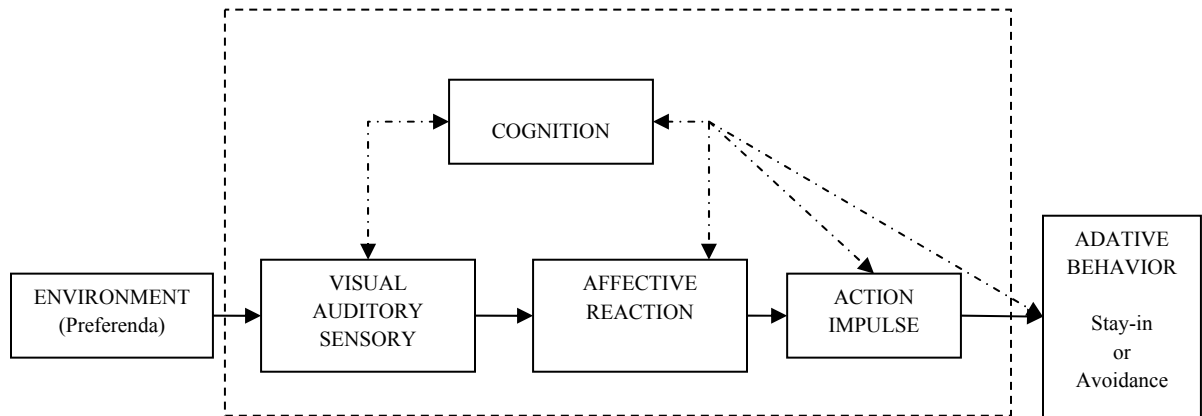 COGNITION
ENVIRONMENT
(Preferenda)
VISUAL
AUDITORY
SENSORY
AFFECTIVE
REACTION
ACTION
IMPULSE
ADATIVE
BEHAVIOR
Stay-in
or
Avoidance